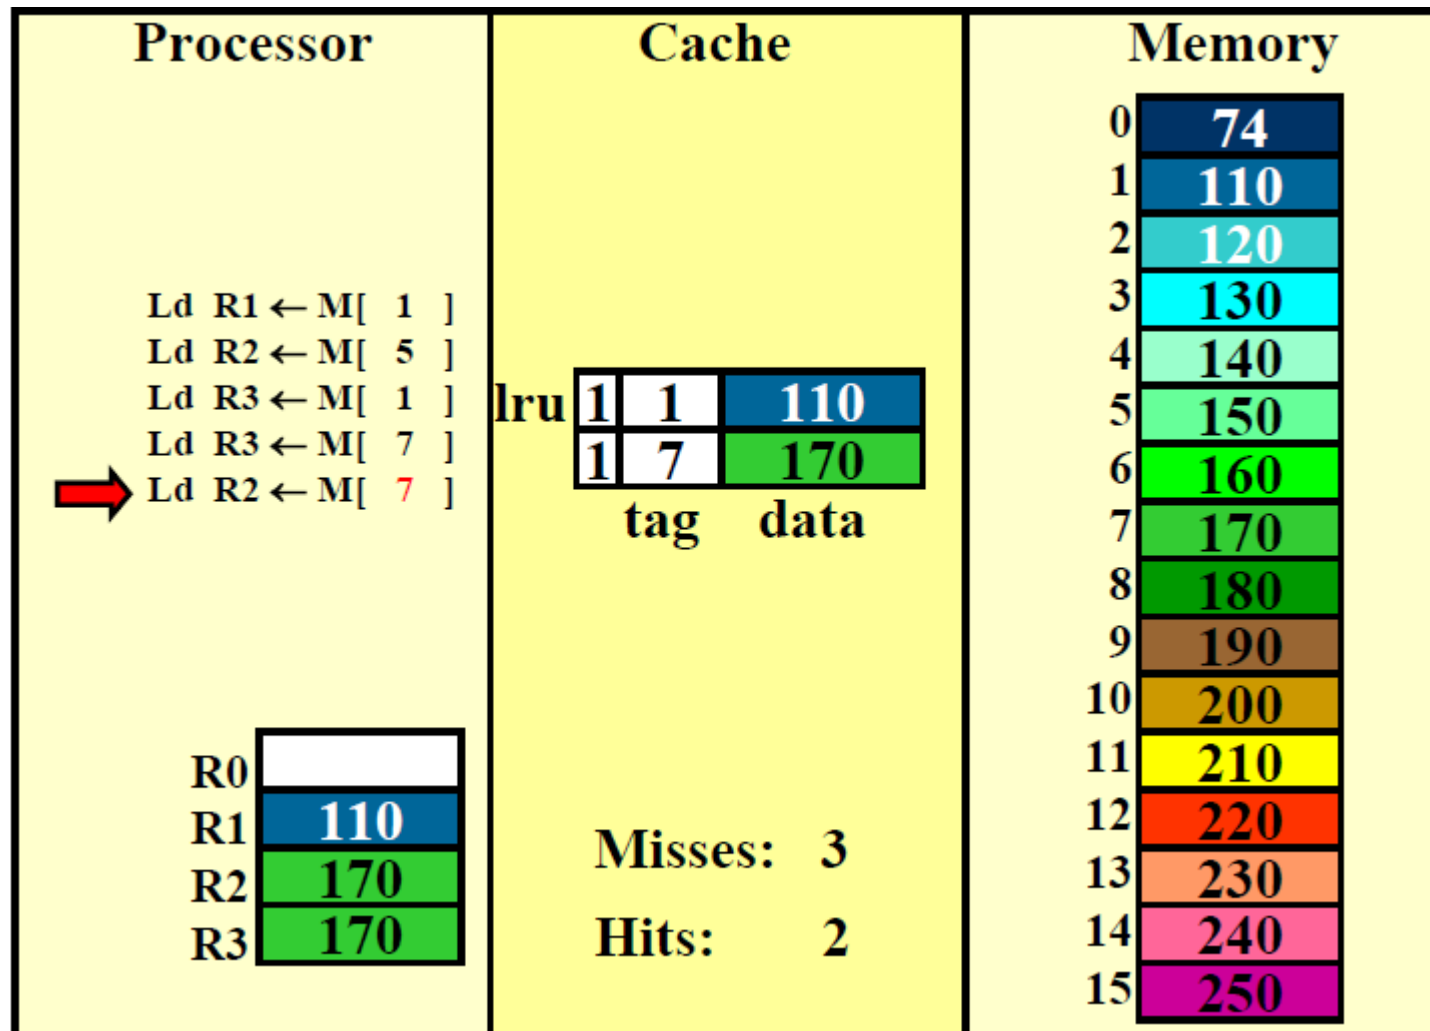 Processor
Ld R1 ← M[ 1 ]
Ld R2 ← M[ 5 ]
Ld R3 ← M[ 1 ]
Ld R3 ← M[ 7 ]
Ld R2 ← M[ 7 ]
R0
R1 110
R2 170
R3 170
Cache
lru 1 1 110
1 7 170
tag data
Misses: 3
Hits: 2
Memory
0 74
1 110
2 120
3 130
4 140
5 150
6 160
7 170
8 180
9 190
10 200
11 210
12 220
13 230
14 240
15 250